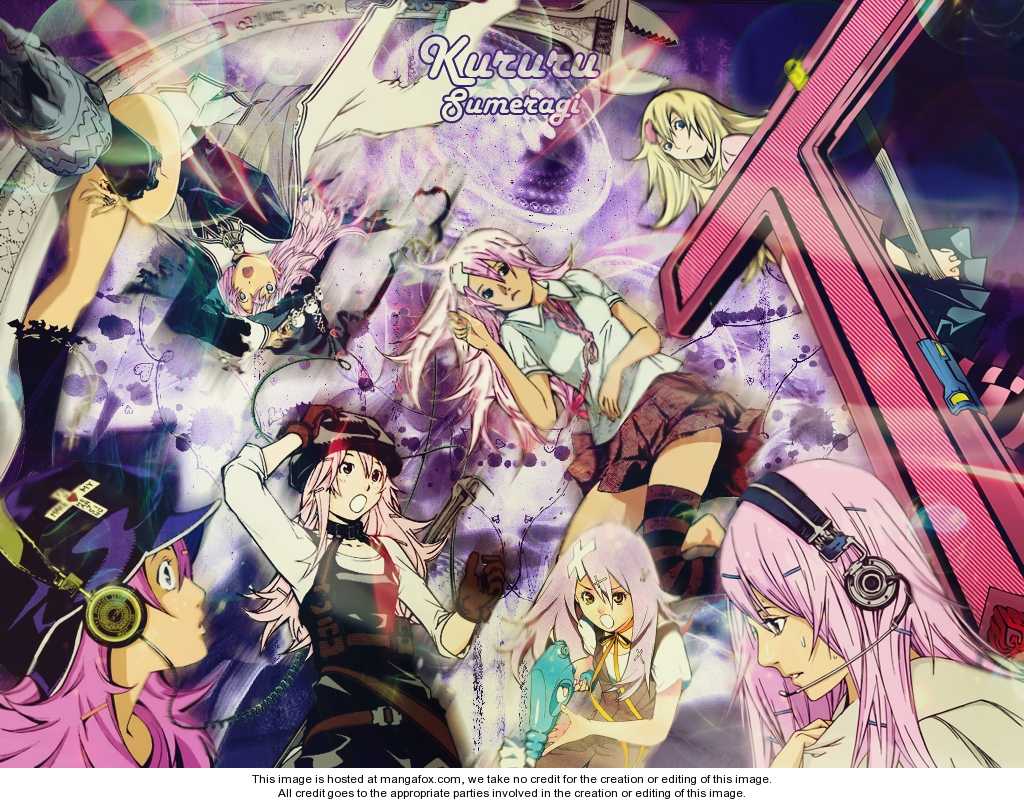 Kururu
Sumeragi
This image is hosted at mangafox.com, we take no credit for the creation or editing of this image.
All credit goes to the appropriate parties involved in the creation or editing of this image.